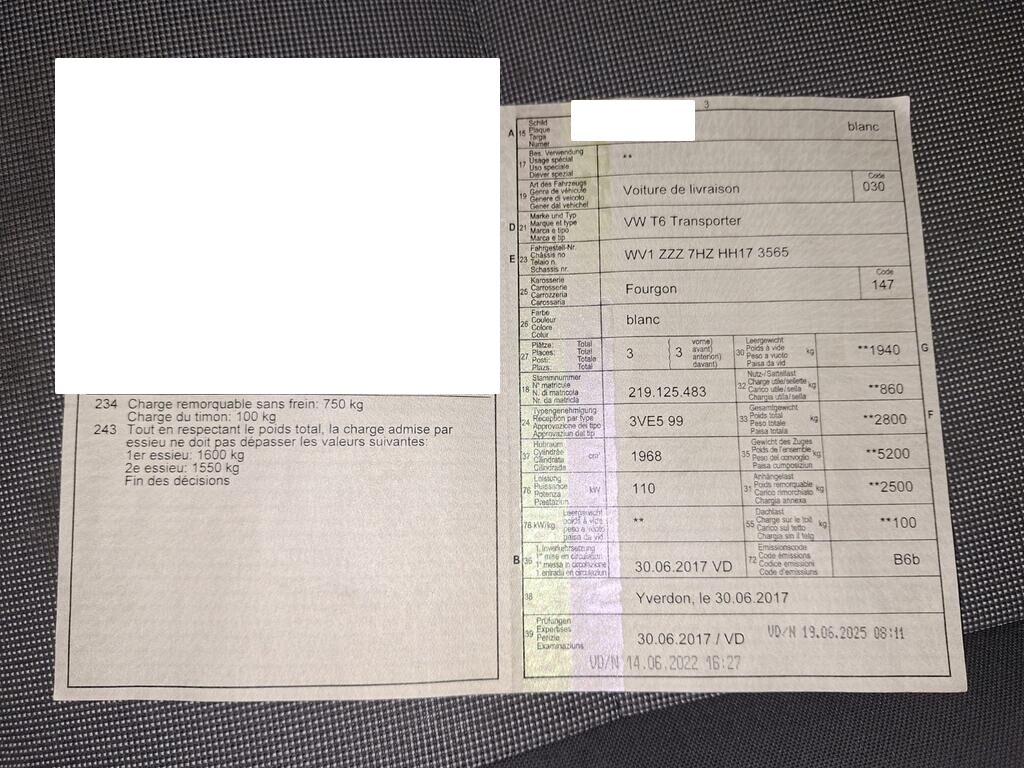 234 Charge remorquable sans frein: 750 kg
Charge du timon: 100 kg
243 Tout en respectant le poids total, la charge admise par
essieu ne doit pas dépasser les valeurs suivantes:
1er essieu: 1600 kg
2e essieu: 1550 kg
Fin des décisions
3
A 15 Schild
Plaque
Targa
Numer
blanc
17 Bes. Verwendung
Usage spécial
Uso speciale
Diever spezial
**
19 Art des Fahrzeugs
Genre de véhicule
Genere di veicolo
Gener dal vehichel
Voiture de livraison
Code
030
D 21 Marke und Typ
Marque et type
Marca e tipo
Marca e tip
VW T6 Transporter
E 23 Fahrgestell-Nr.
Châssis no
Telaio n.
Schassis nr.
WV1 ZZZ 7HZ HH17 3565
25 Karosserie
Carrosserie
Carrozzeria
Carossaria
Fourgon
Code
147
26 Farbe
Couleur
Colore
Colur
blanc
27 Plätze: Total
Places: Total
Posti: Totale
Plazs: Total
3 ( 3 vorne)
avant)
anteriori)
davant)
30 Leergewicht
Poids à vide
Peso a vuoto
Paisa da vid
kg
**1940 G
18 Stammnummer
N° matricule
N. di matricola
Nr. da matricla
219.125.483
32 Nutz-/Sattellast
Charge utile/sellette
Carico utile/sella
Chargia utila/sella
kg
**860
24 Typengenehmigung
Réception par type
Approvazione del tipo
Approvaziun dal tip
3VE5 99
33 Gesamtgewicht
Poids total
Peso totale
Paisa totala
kg
**2800 F
37 Hubraum
Cylindrée
Cilindrata
Cilindrada
cm³
1968
35 Gewicht des Zuges
Poids de l'ensemble
Peso del convoglio
Paisa cumposiziun
kg
**5200
76 Leistung
Puissance
Potenza
Prestaziun
kW
110
31 Anhängelast
Poids remorquable
Carico rimorchiato
Chargia annexa
kg
**2500
78 kW/kg Leergewicht
poids à vide
peso a vuoto
paisa da vid
**
55 Dachlast
Charge sur le toit
Carico sul tetto
Chargia sin il tetg
kg
**100
B 36 1. Inverkehrsetzung
1re mise en circulation
1a messa in circolazione
1. entrada en circulaziun
30.06.2017 VD
72 Emissionscode
Code émissions
Codice emissioni
Code d'emissiuns
B6b
38 Yverdon, le 30.06.2017
39 Prüfungen
Expertises
Perizie
Examinaziuns
30.06.2017 / VD
VD/N 19.06.2025 08:11
VD/N 14.06.2022 16:27